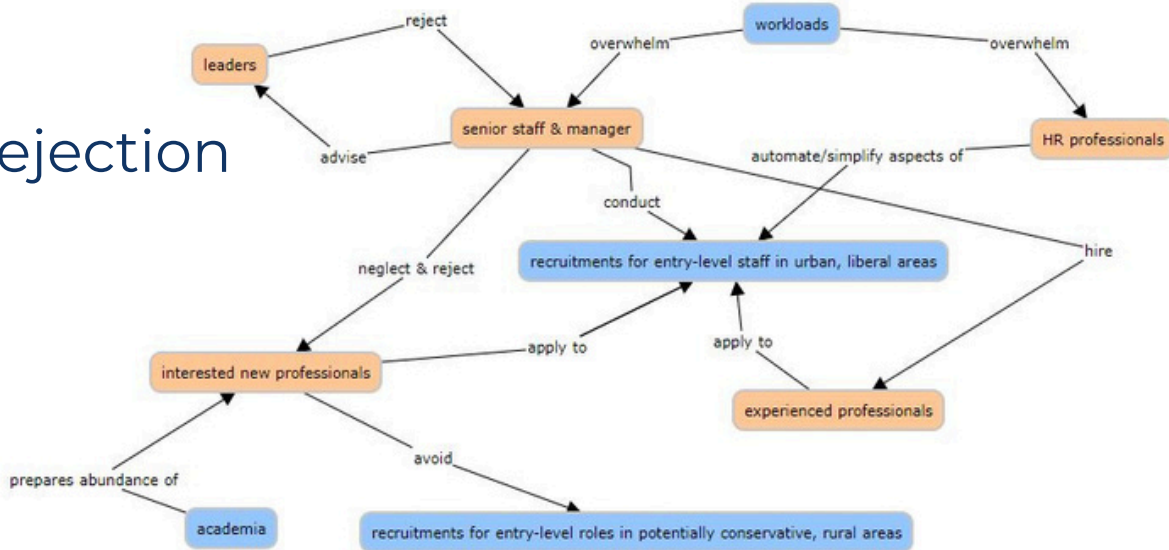 reject
workloads
overwhelm
overwhelm
leaders
senior staff & manager
HR professionals
ejection
advise
automate/simplify aspects of
conduct
recruitments for entry-level staff in urban, liberal areas
hire
neglect & reject
apply to
apply to
interested new professionals
experienced professionals
avoid
prepares abundance of
academia
recruitments for entry-level roles in potentially conservative, rural areas